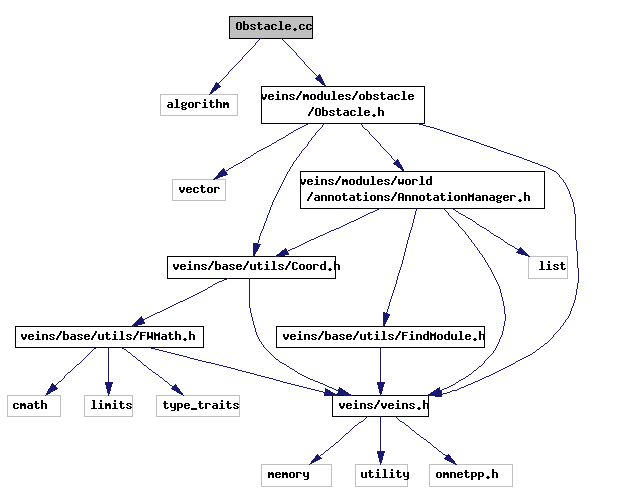 Obstacle.cc
algorithm
veins/modules/obstacle
/Obstacle.h
vector
veins/modules/world
/annotations/AnnotationManager.h
veins/base/utils/Coord.h
list
veins/base/utils/FWMath.h
veins/base/utils/FindModule.h
cmath
limits
type_traits
veins/veins.h
memory
utility
omnetpp.h